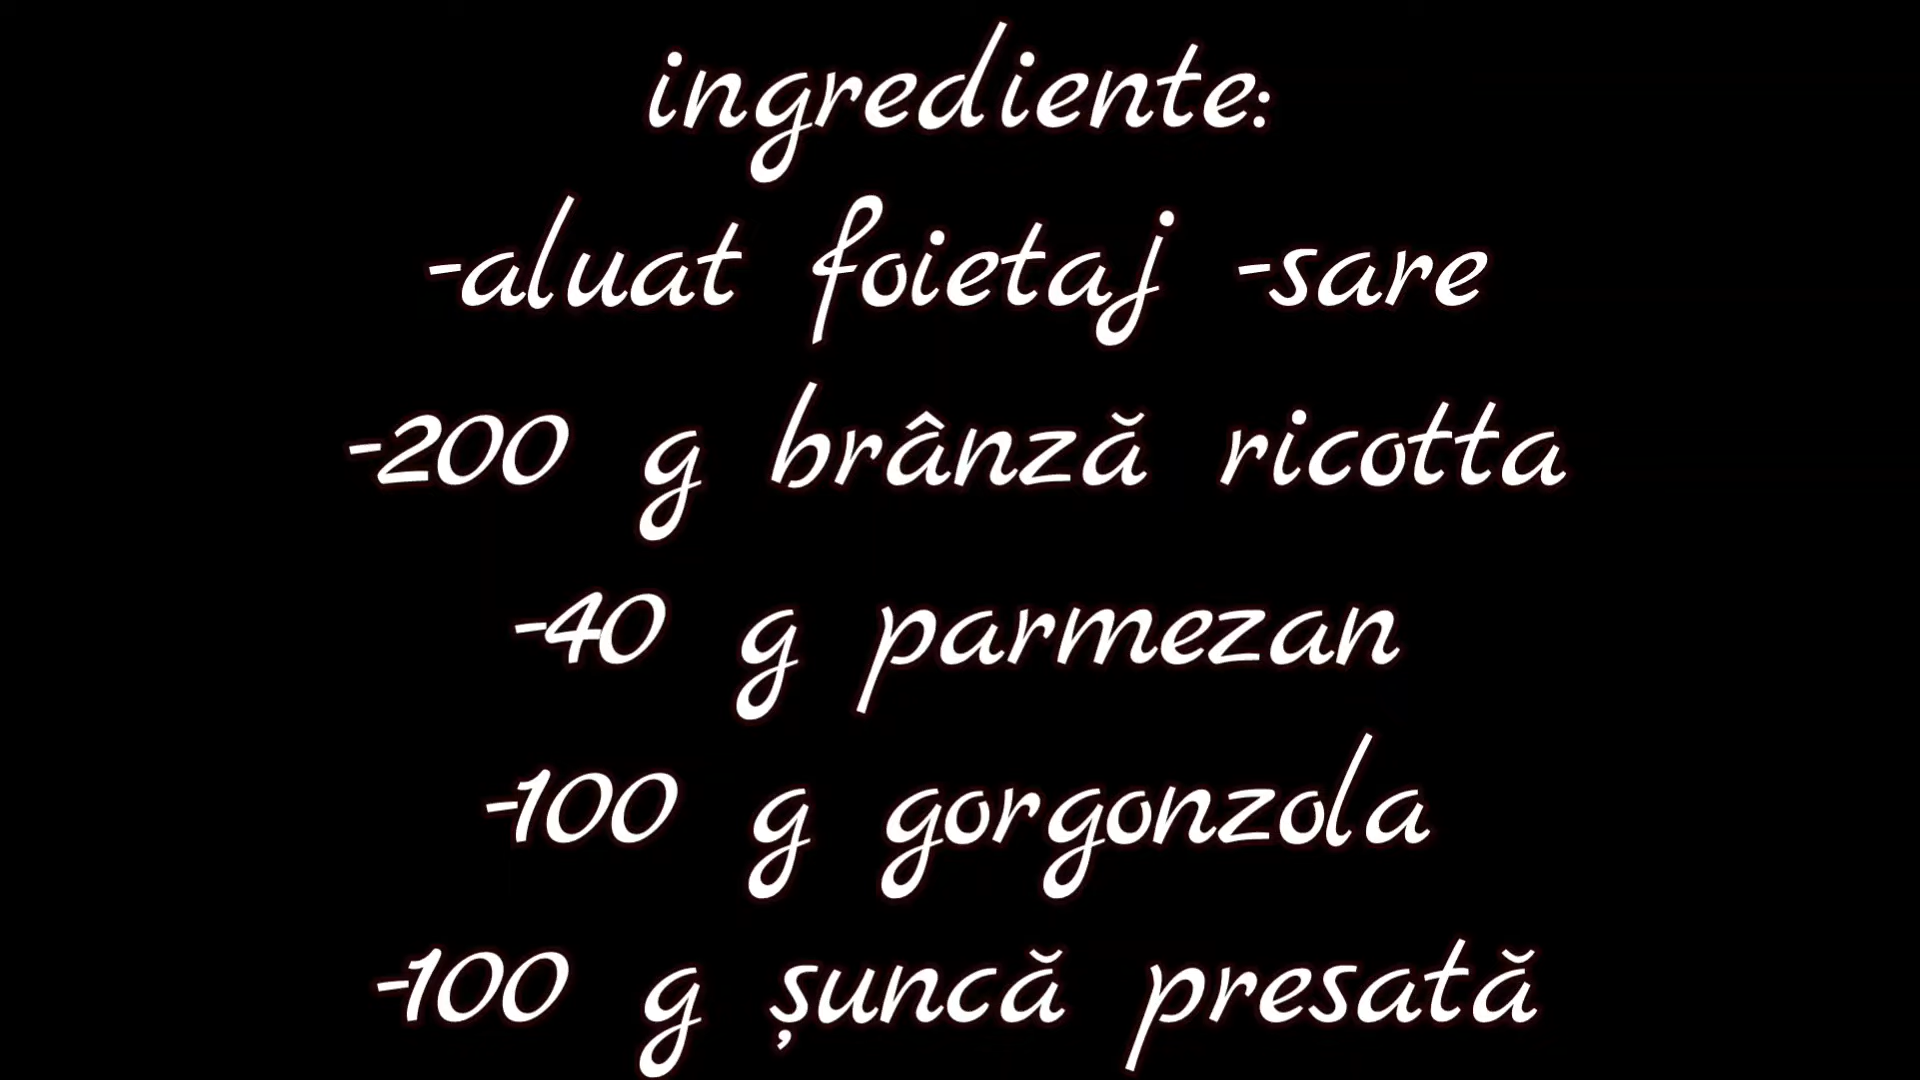 ingrediente:
-aluat foietaj -sare
-200 g brânză ricotta
-40 g parmezan
-100 g gorgonzola
-100 g șuncă presată